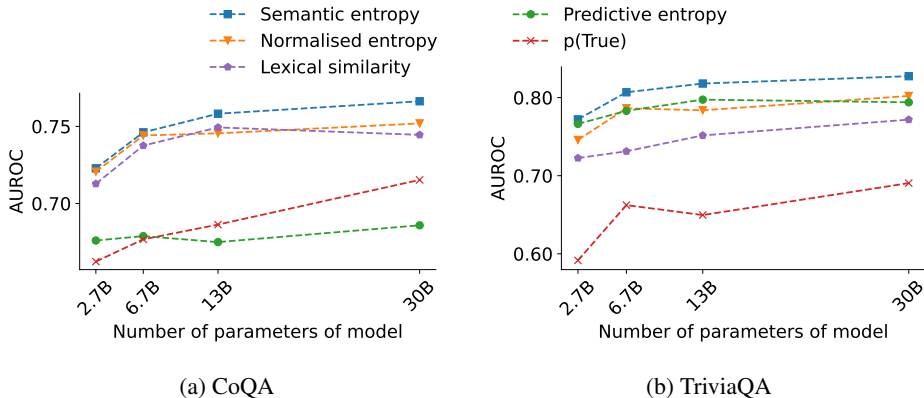 Semantic entropy
Normalised entropy
Lexical similarity
Predictive entropy
p(True)
AUROC
0.75
0.70
2.7B
6.7B
13B
30B
Number of parameters of model
(a) CoQA
AUROC
0.80
0.70
0.60
2.7B
6.7B
13B
30B
Number of parameters of model
(b) TriviaQA